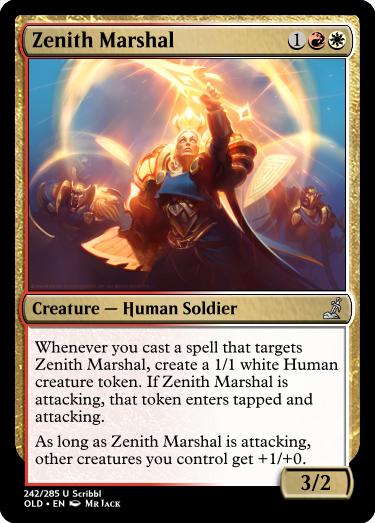 Zenith Marshal 1
Creature — Human Soldier
Whenever you cast a spell that targets
Zenith Marshal, create a 1/1 white Human
creature token. If Zenith Marshal is
attacking, that token enters tapped and
attacking.
As long as Zenith Marshal is attacking,
other creatures you control get +1/+0.
3/2
242/285 U Scribbl
OLD • EN Mr Jack